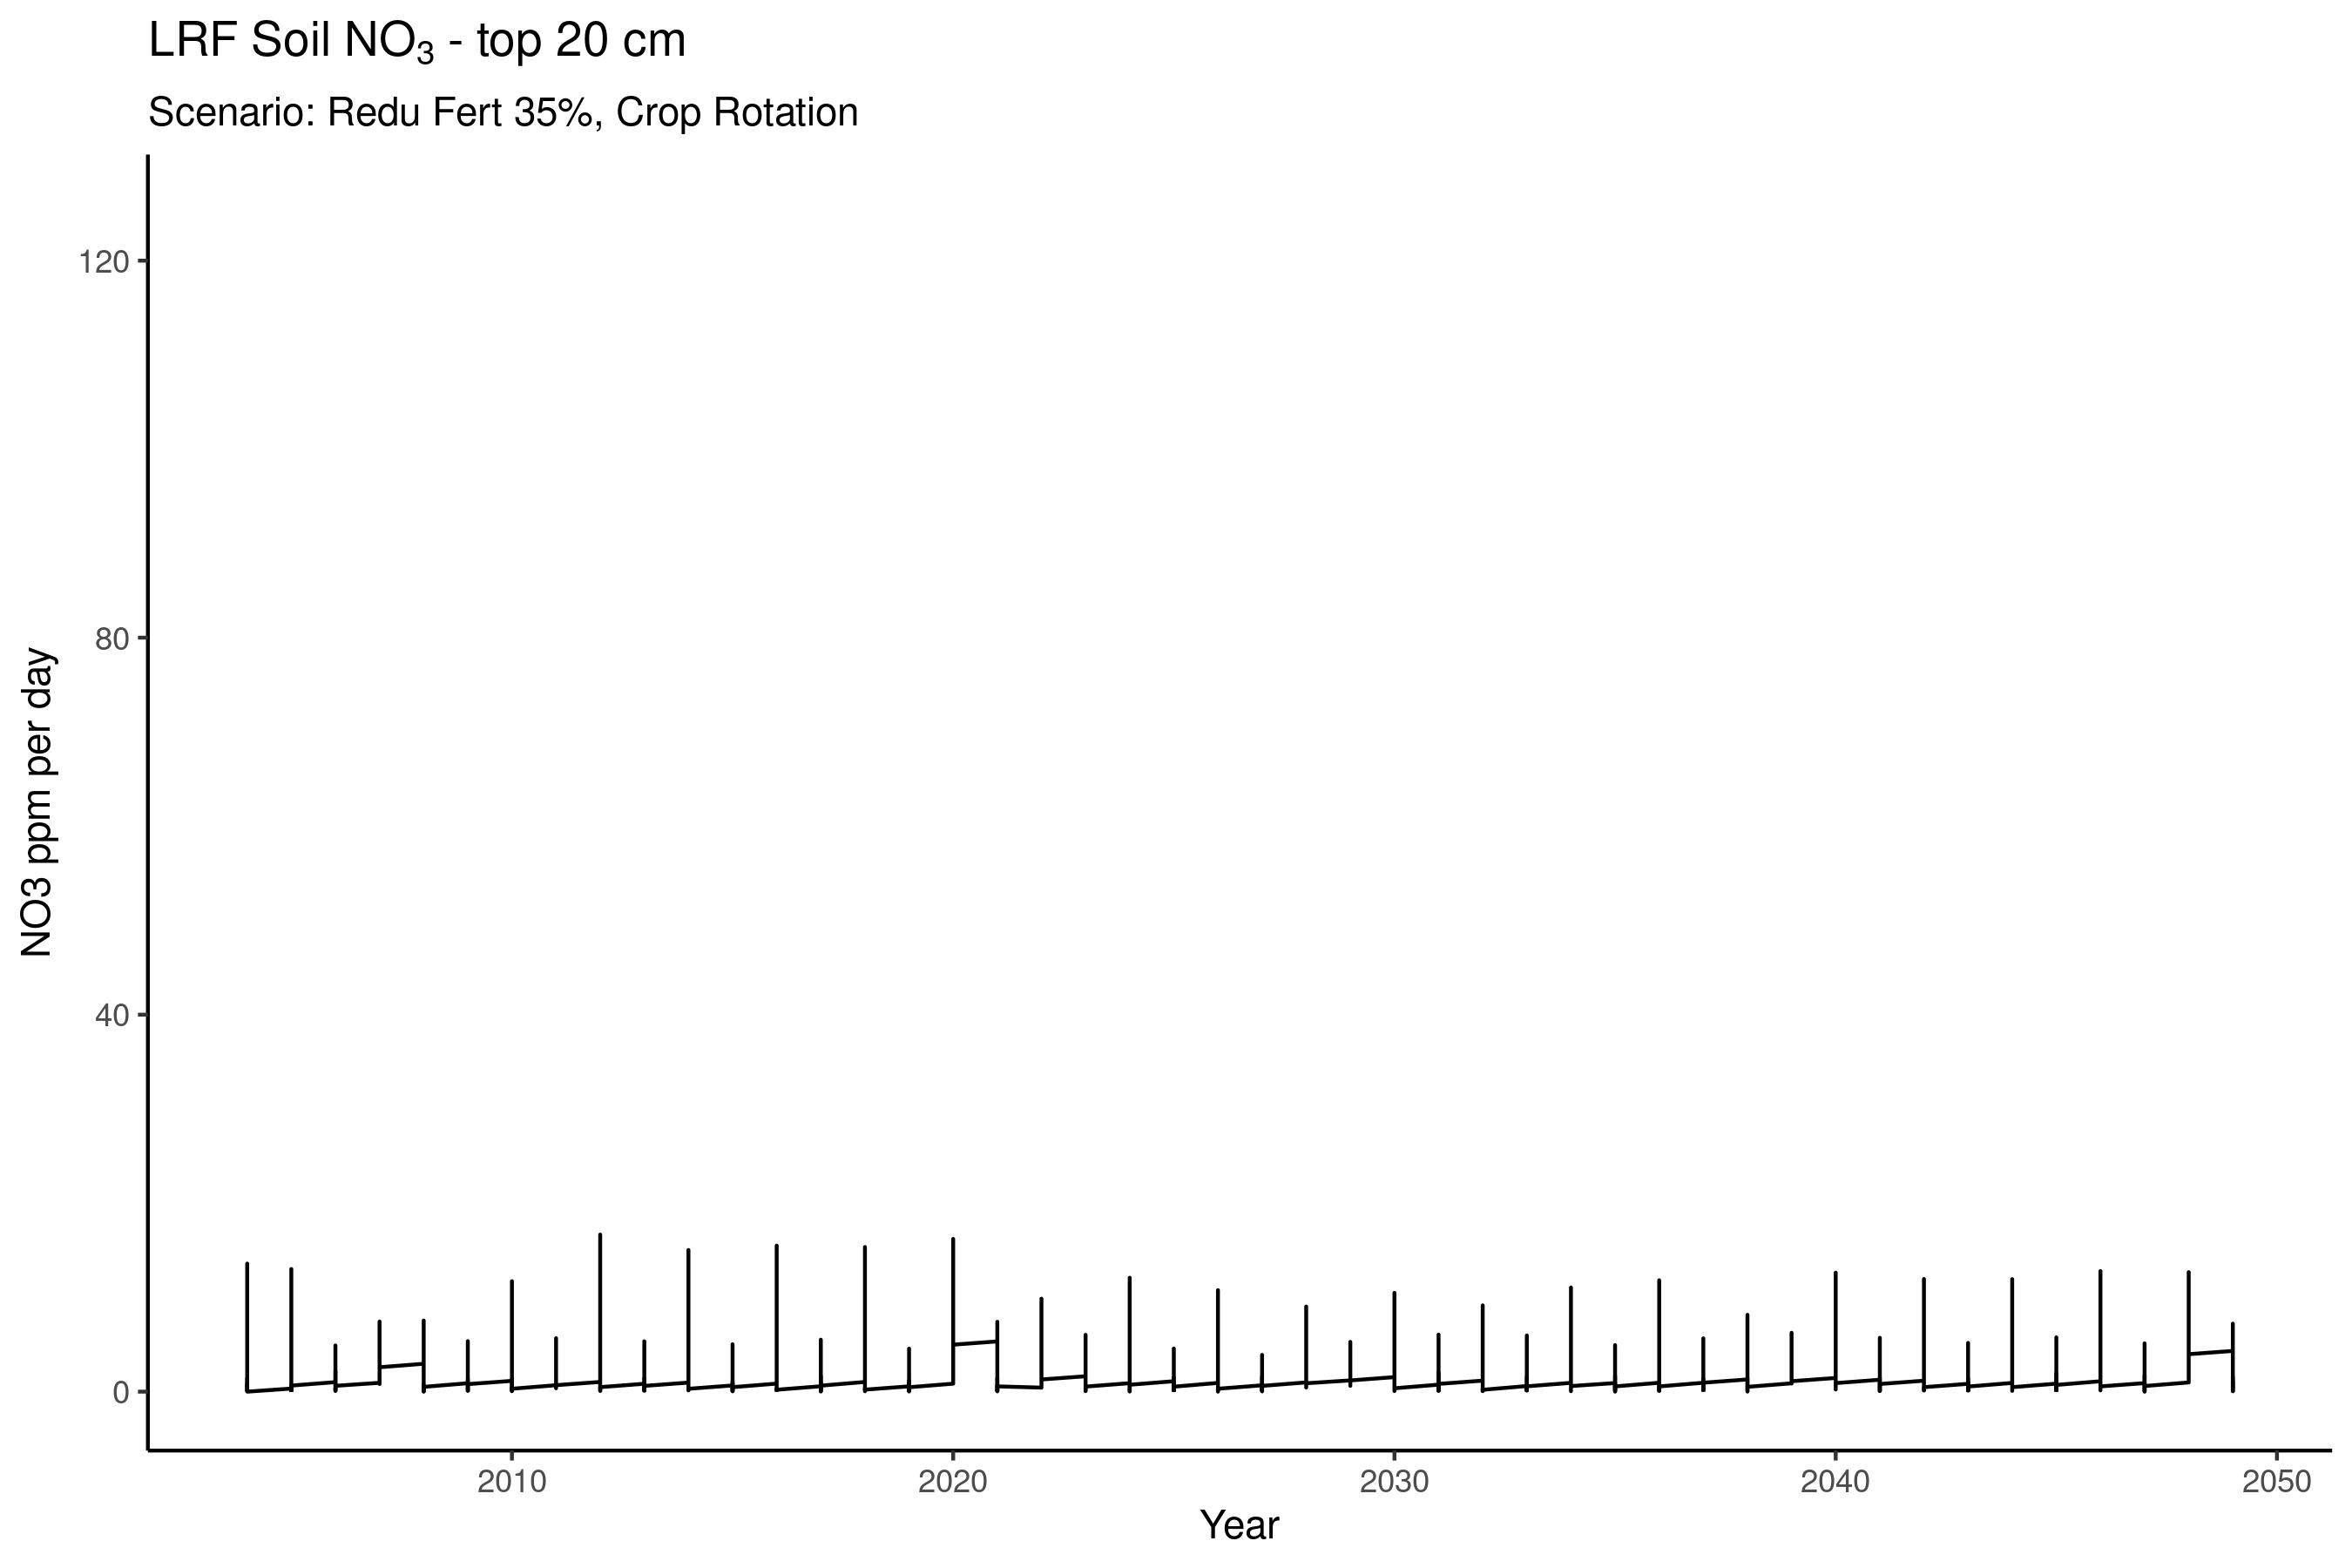 LRF Soil NO₃ - top 20 cm
Scenario: Redu Fert 35%, Crop Rotation
NO3 ppm per day
120
80
40
0
2010 2020 2030 2040 2050
Year